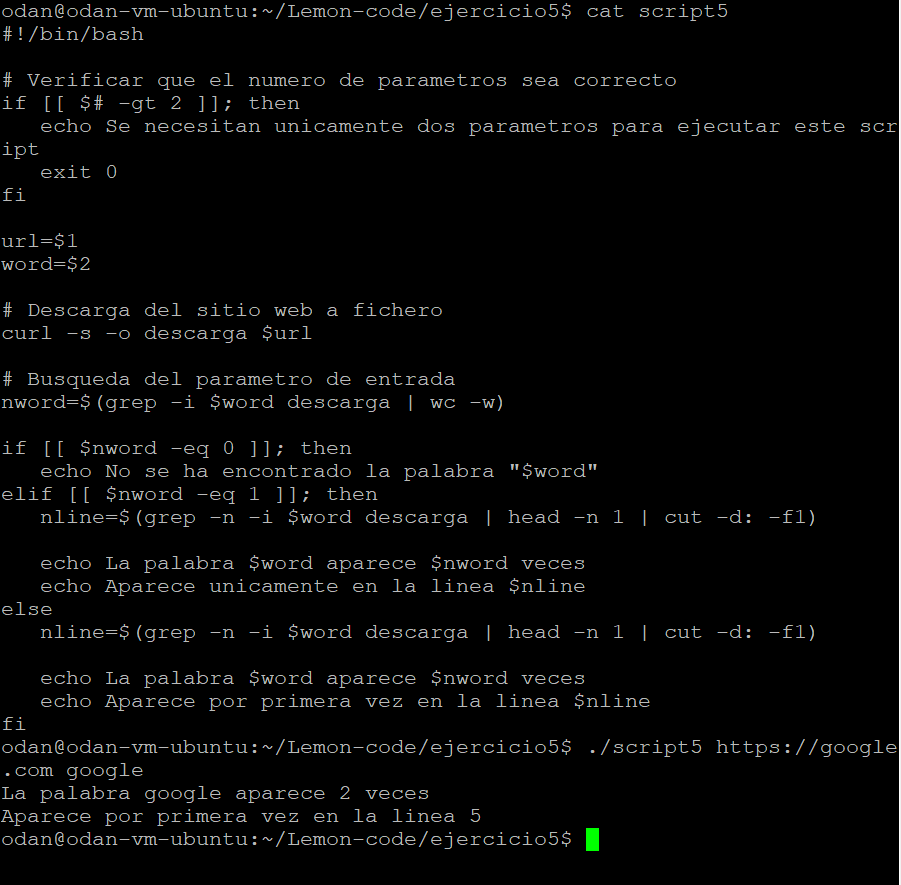 odan@odan-vm-ubuntu:~/Lemon-code/ejercicio5$ cat script5
#!/bin/bash
# Verificar que el numero de parametros sea correcto
if [[ $# -gt 2 ]]; then
   echo Se necesitan unicamente dos parametros para ejecutar este scr
ipt
   exit 0
fi
url=$1
word=$2
# Descarga del sitio web a fichero
curl -s -o descarga $url
# Busqueda del parametro de entrada
nword=$(grep -i $word descarga | wc -w)
if [[ $nword -eq 0 ]]; then
   echo No se ha encontrado la palabra "$word"
elif [[ $nword -eq 1 ]]; then
   nline=$(grep -n -i $word descarga | head -n 1 | cut -d: -f1)
   echo La palabra $word aparece $nword veces
   echo Aparece unicamente en la linea $nline
else
   nline=$(grep -n -i $word descarga | head -n 1 | cut -d: -f1)
   echo La palabra $word aparece $nword veces
   echo Aparece por primera vez en la linea $nline
fi
odan@odan-vm-ubuntu:~/Lemon-code/ejercicio5$ ./script5 https://google
.com google
La palabra google aparece 2 veces
Aparece por primera vez en la linea 5
odan@odan-vm-ubuntu:~/Lemon-code/ejercicio5$